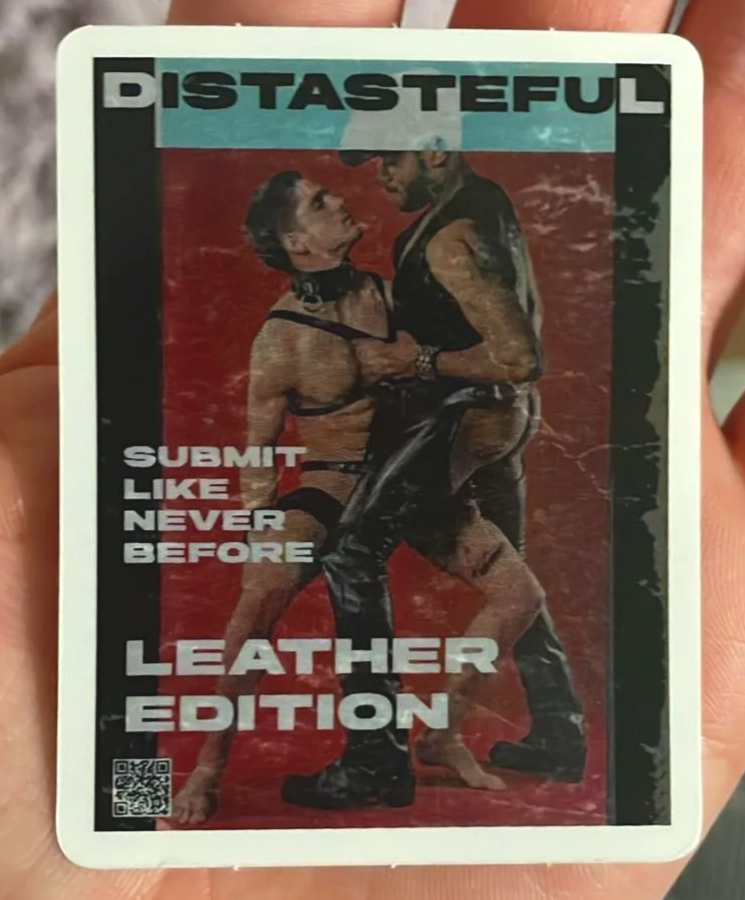 DISTASTEFUL
SUBMIT
LIKE
NEVER
BEFORE
LEATHER
EDITION